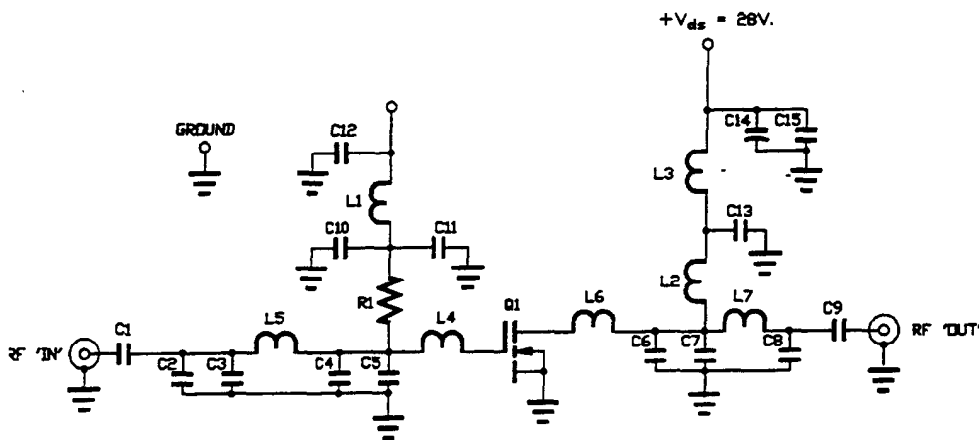 +Vds = 28V.
GROUND
C12
C14
C15
L3
L1
C10
C11
C13
R1
L2
L5
L4
Q1
L6
L7
C9
C1
RF 'IN'
RF 'OUT'
C2
C3
C4
C5
C6
C7
C8